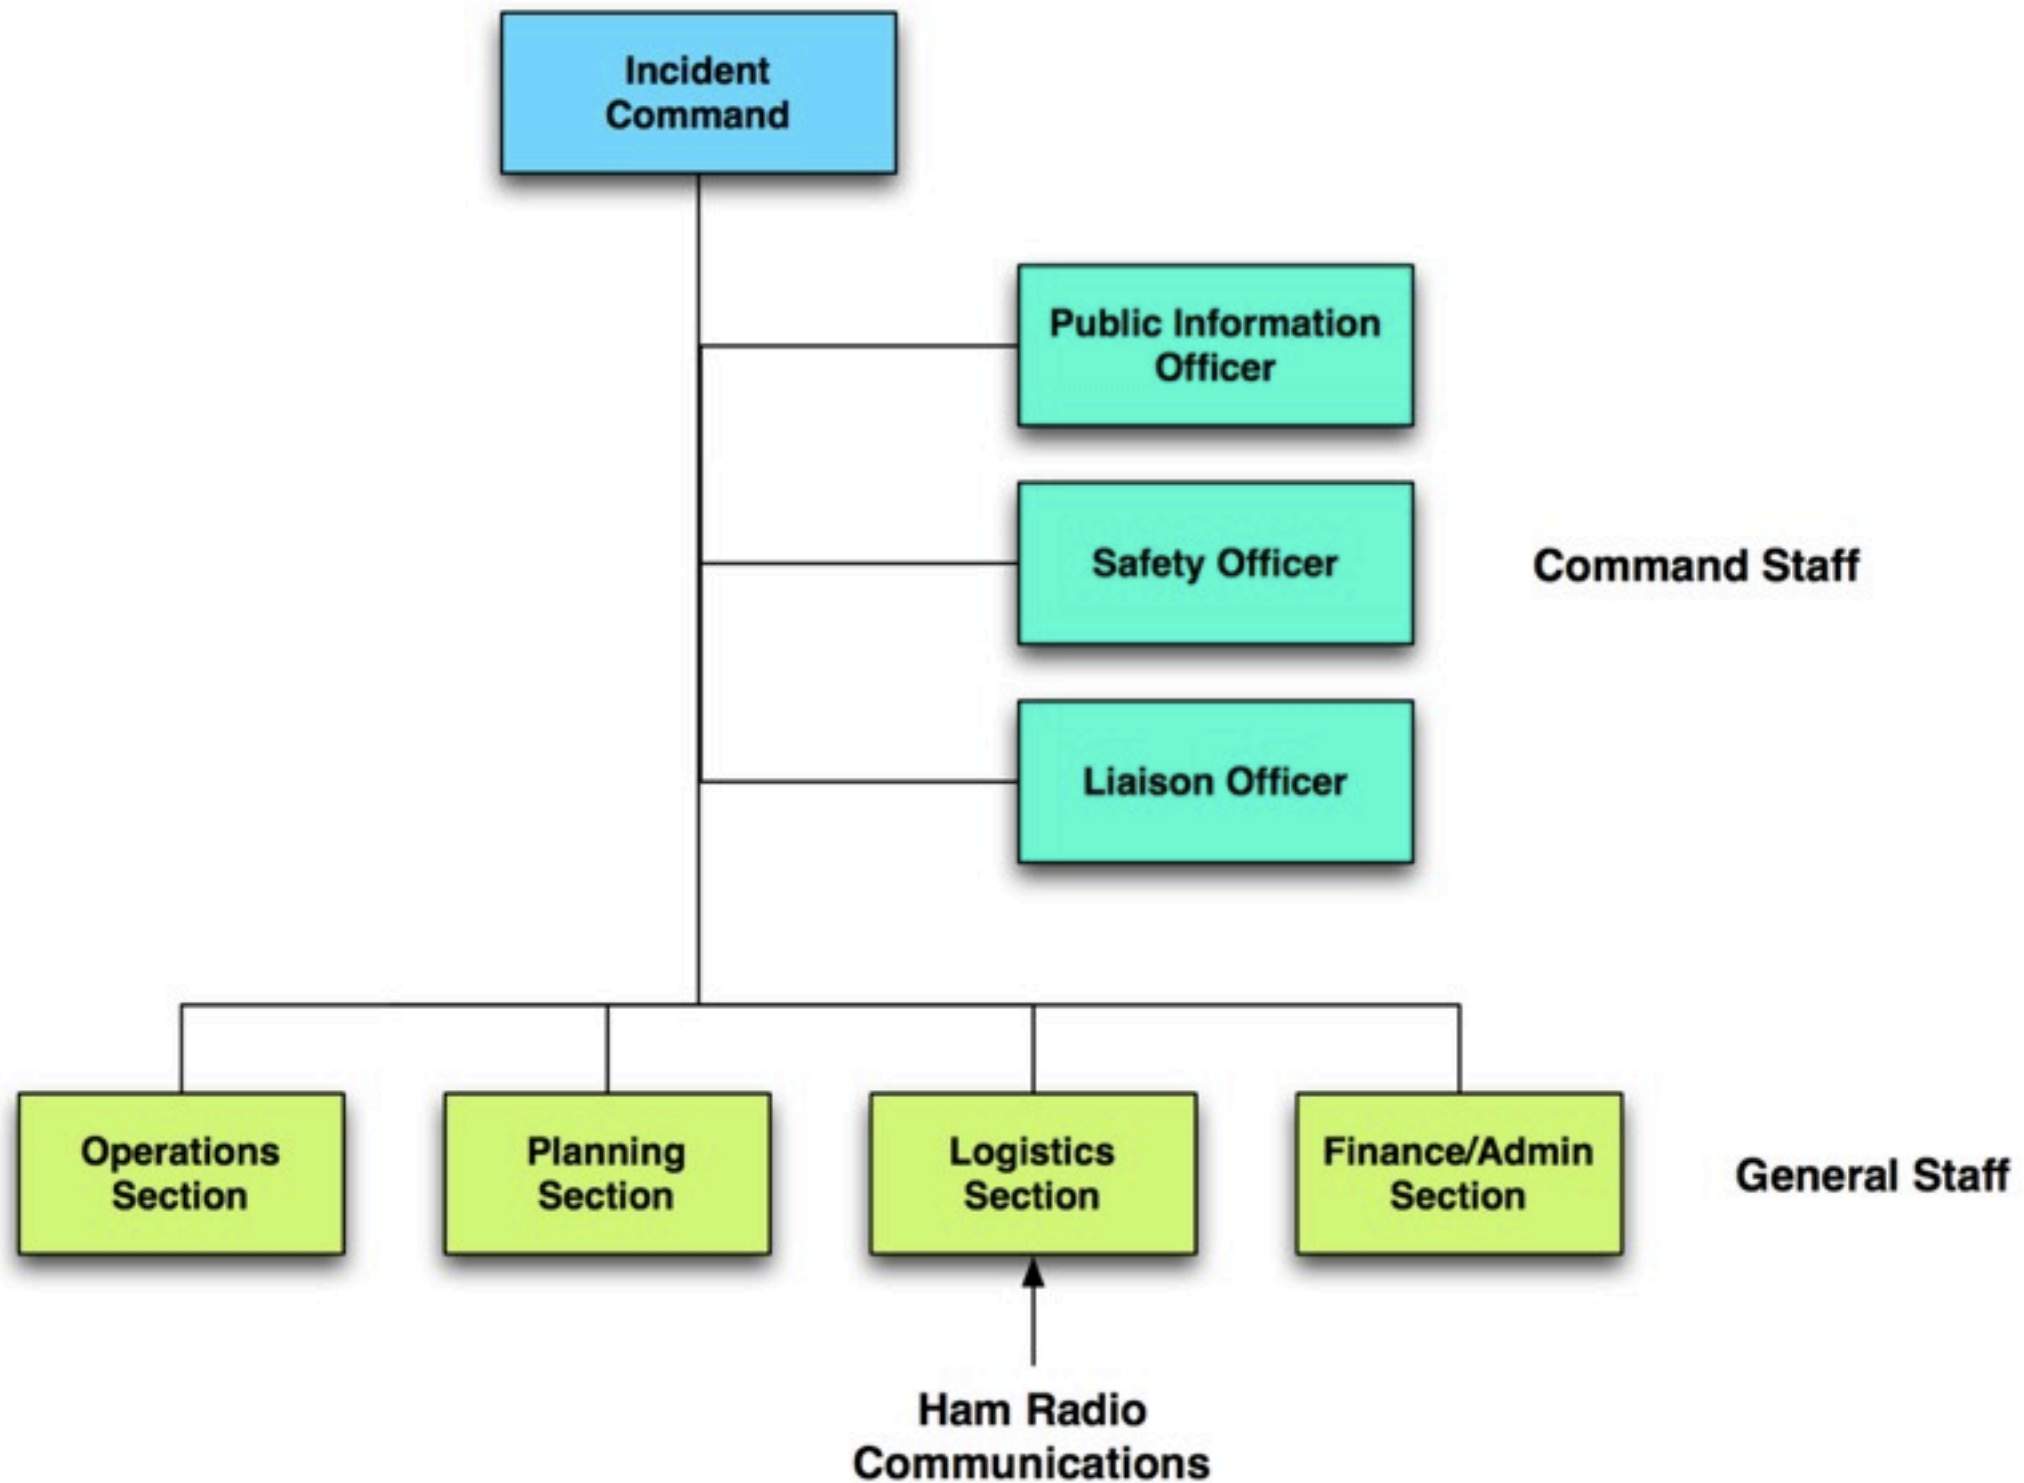 Incident
Command
Public Information
Officer
Safety Officer
Command Staff
Liaison Officer
Operations
Section
Planning
Section
Logistics
Section
Finance/Admin
Section
General Staff
Ham Radio
Communications